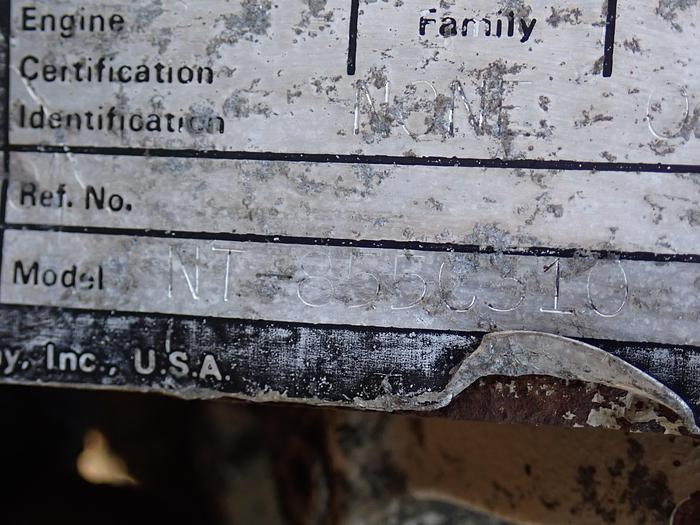 Engine
Family
Certification
Identification
NONE
Ref. No.
Model NT-855C310
y, Inc., U.S.A.